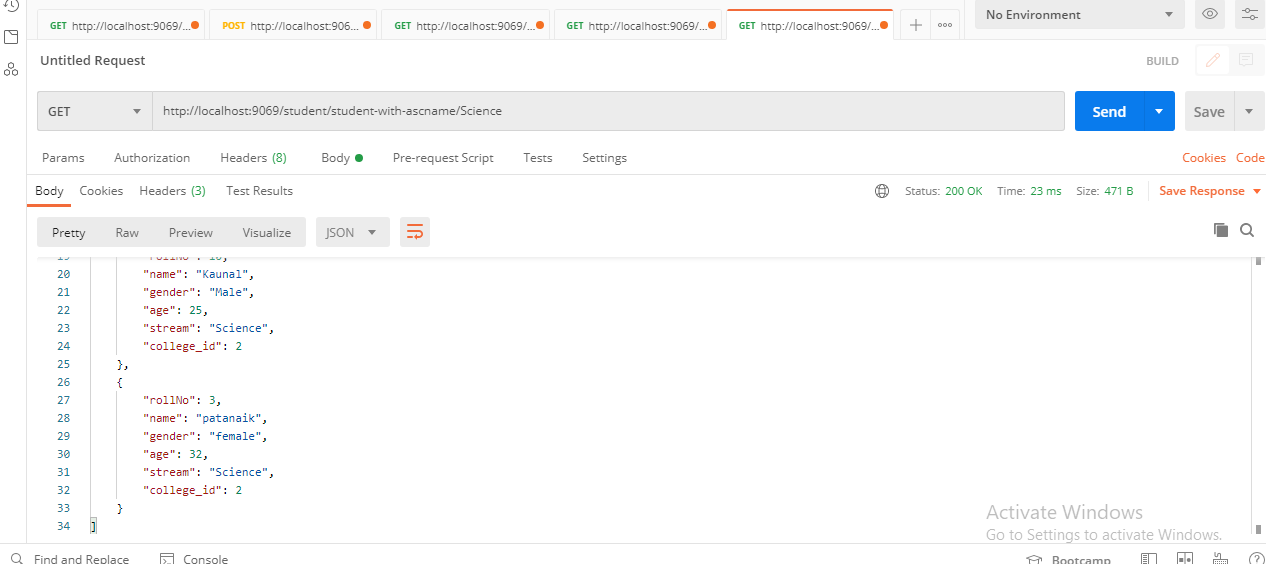 GET http://localhost:9069/... POST http://localhost:906... GET http://localhost:9069/... GET http://localhost:9069/... GET http://localhost:9069/... No Environment
Untitled Request BUILD
GET http://localhost:9069/student/student-with-ascname/Science Send Save
Params Authorization Headers (8) Body Pre-request Script Tests Settings Cookies Code
Body Cookies Headers (3) Test Results Status: 200 OK Time: 23 ms Size: 471 B Save Response
Pretty Raw Preview Visualize JSON
20 "name": "Kaunal",
21 "gender": "Male",
22 "age": 25,
23 "stream": "Science",
24 "college_id": 2
25 },
26 {
27 "rollNo": 3,
28 "name": "patanaik",
29 "gender": "female",
30 "age": 32,
31 "stream": "Science",
32 "college_id": 2
33 }
34 ]
Activate Windows
Go to Settings to activate Windows.
Find and Replace Console Bootcamp